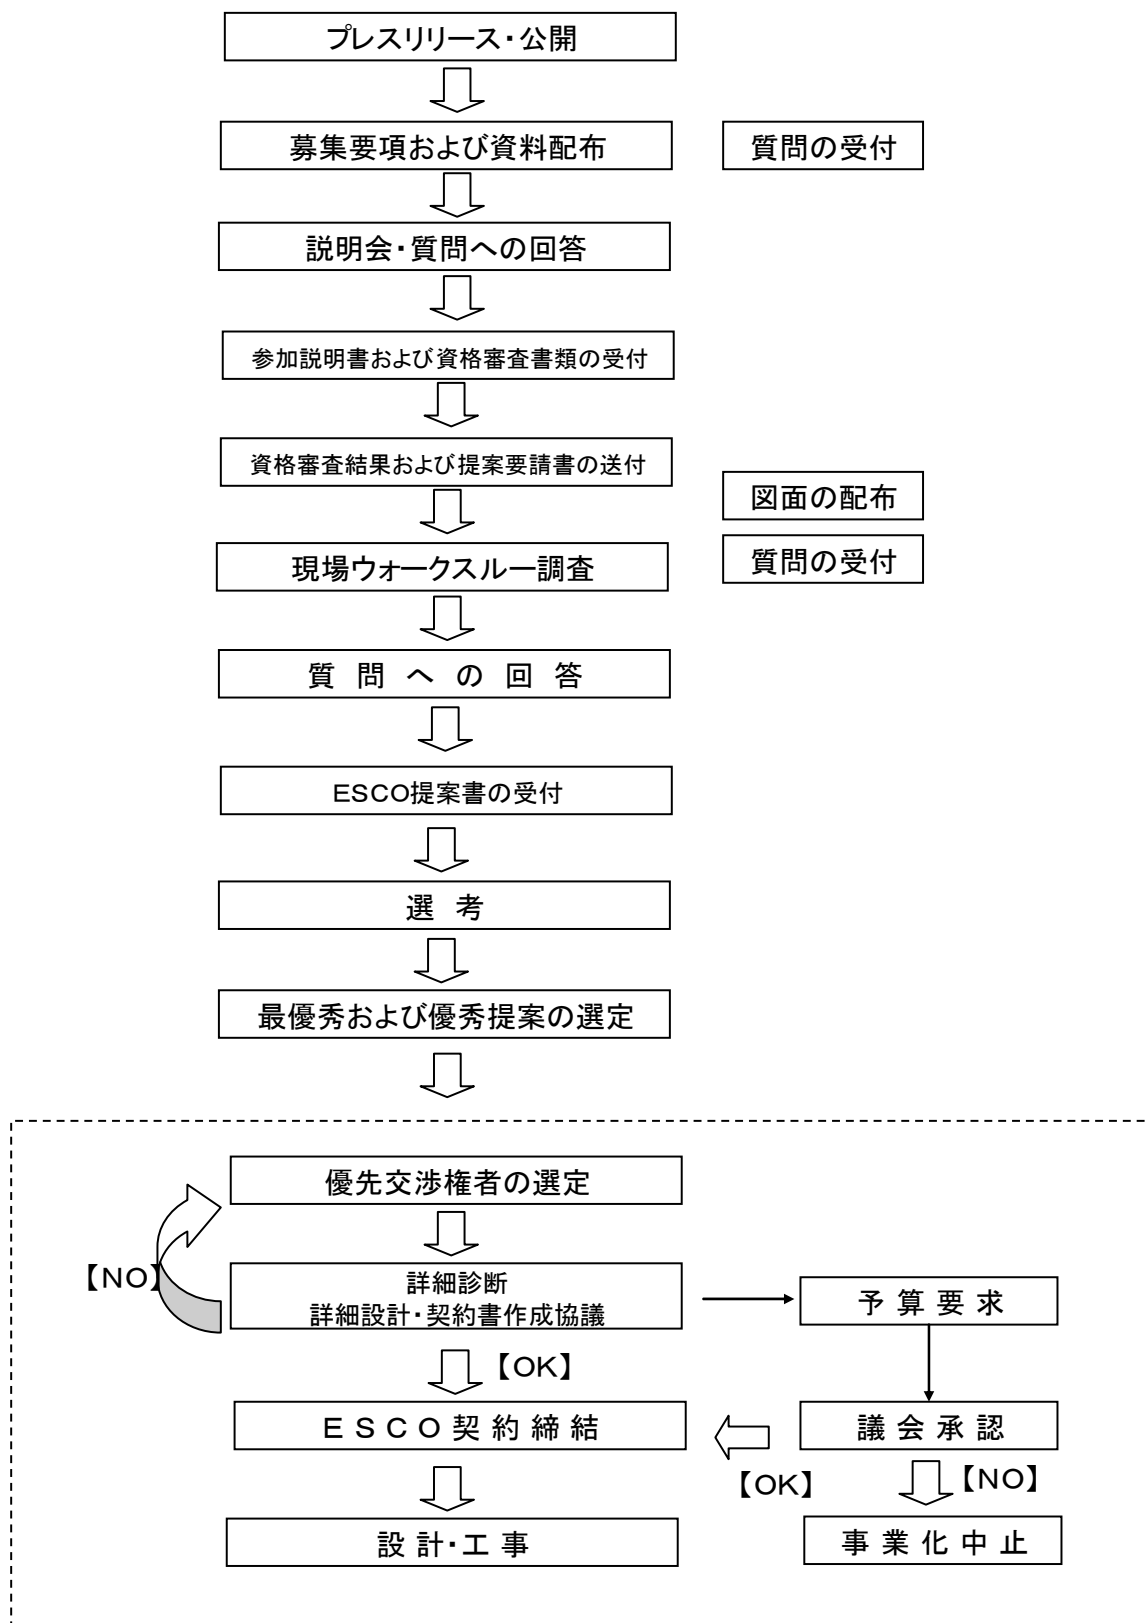 プレスリリース・公開
募集要項および資料配布
質問の受付
説明会・質問への回答
参加説明書および資格審査書類の受付
資格審査結果および提案要請書の送付
図面の配布
現場ウォークスルー調査
質問の受付
質 問 へ の 回 答
ESCO提案書の受付
選 考
最優秀および優秀提案の選定
優先交渉権者の選定
【NO】
詳細診断
詳細設計・契約書作成協議
予 算 要 求
【OK】
E S C O 契 約 締 結
議 会 承 認
【OK】
【NO】
設 計・工 事
事 業 化 中 止